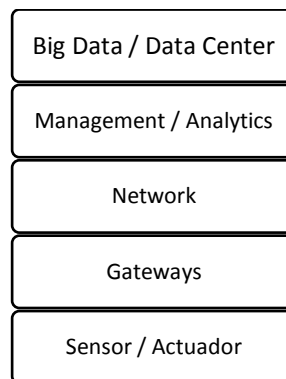 Big Data / Data Center
Management / Analytics
Network
Gateways
Sensor / Actuador